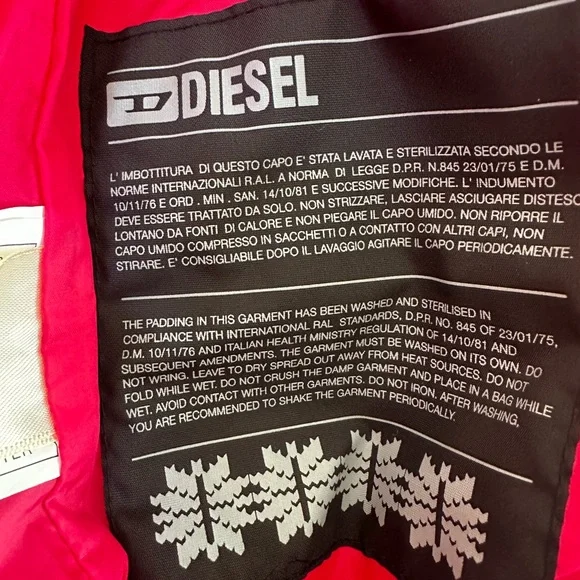 DIESEL
L' IMBOTTITURA DI QUESTO CAPO E' STATA LAVATA E STERILIZZATA SECONDO LE
NORME INTERNAZIONALI R.A.L. A NORMA DI LEGGE D.P.R. N.845 23/01/75 E D.M.
10/11/76 E ORD . MIN . SAN. 14/10/81 E SUCCESSIVE MODIFICHE. L' INDUMENTO
DEVE ESSERE TRATTATO DA SOLO. NON STRIZZARE, LASCIARE ASCIUGARE DISTESO
LONTANO DA FONTI DI CALORE E NON PIEGARE IL CAPO UMIDO. NON RIPORRE IL
CAPO UMIDO COMPRESSO IN SACCHETTI O A CONTATTO CON ALTRI CAPI, NON
STIRARE. E' CONSIGLIABILE DOPO IL LAVAGGIO AGITARE IL CAPO PERIODICAMENTE.
THE PADDING IN THIS GARMENT HAS BEEN WASHED AND STERILISED IN
COMPLIANCE WITH INTERNATIONAL RAL STANDARDS, D.P.R. NO. 845 OF 23/01/75,
D.M. 10/11/76 AND ITALIAN HEALTH MINISTRY REGULATION OF 14/10/81 AND
SUBSEQUENT AMENDMENTS. THE GARMENT MUST BE WASHED ON ITS OWN. DO
NOT WRING. LEAVE TO DRY SPREAD OUT AWAY FROM HEAT SOURCES. DO NOT
FOLD WHILE WET. DO NOT CRUSH THE DAMP GARMENT AND PLACE IN A BAG WHILE
WET. AVOID CONTACT WITH OTHER GARMENTS. DO NOT IRON. AFTER WASHING,
YOU ARE RECOMMENDED TO SHAKE THE GARMENT PERIODICALLY.